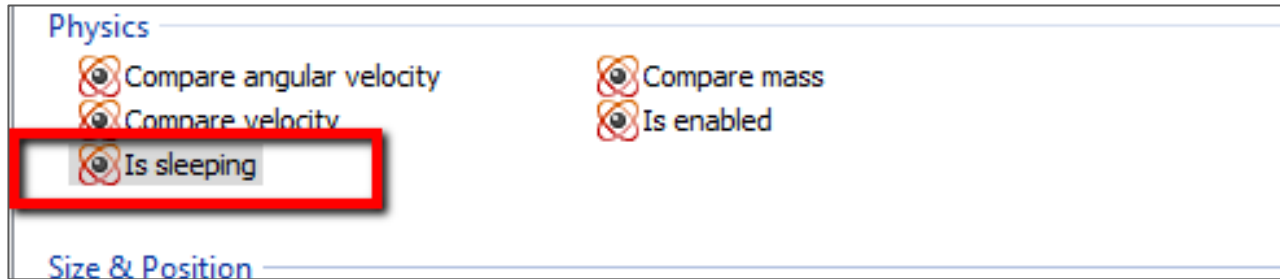 Physics
Compare angular velocity
Compare mass
Compare velocity
Is enabled
Is sleeping
Size & Position